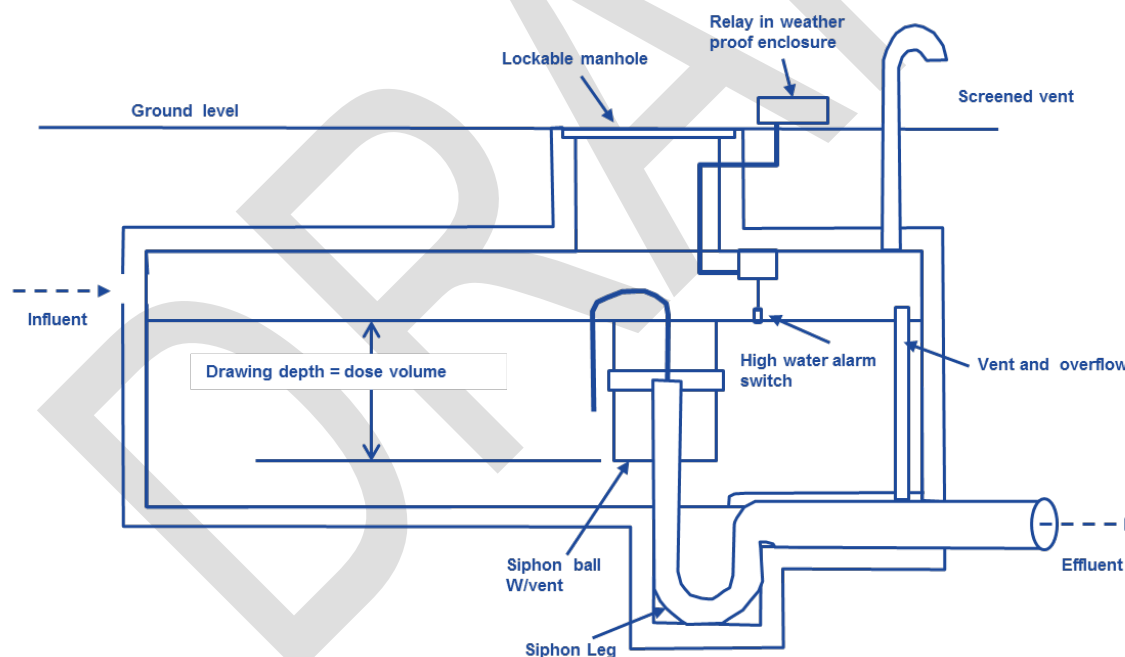 Relay in weather
proof enclosure
Lockable manhole
Ground level
Screened vent
Influent
Drawing depth = dose volume
High water alarm
switch
Vent and overflow
Siphon ball
W/vent
Effluent
Siphon Leg
DRA